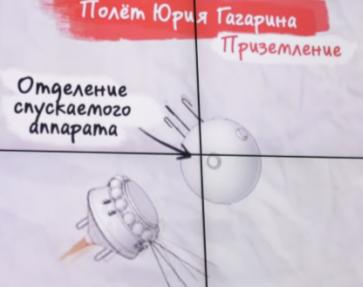 Полёт Юрия Гагарина
Приземление
Отделение
спускаемого
аппарата